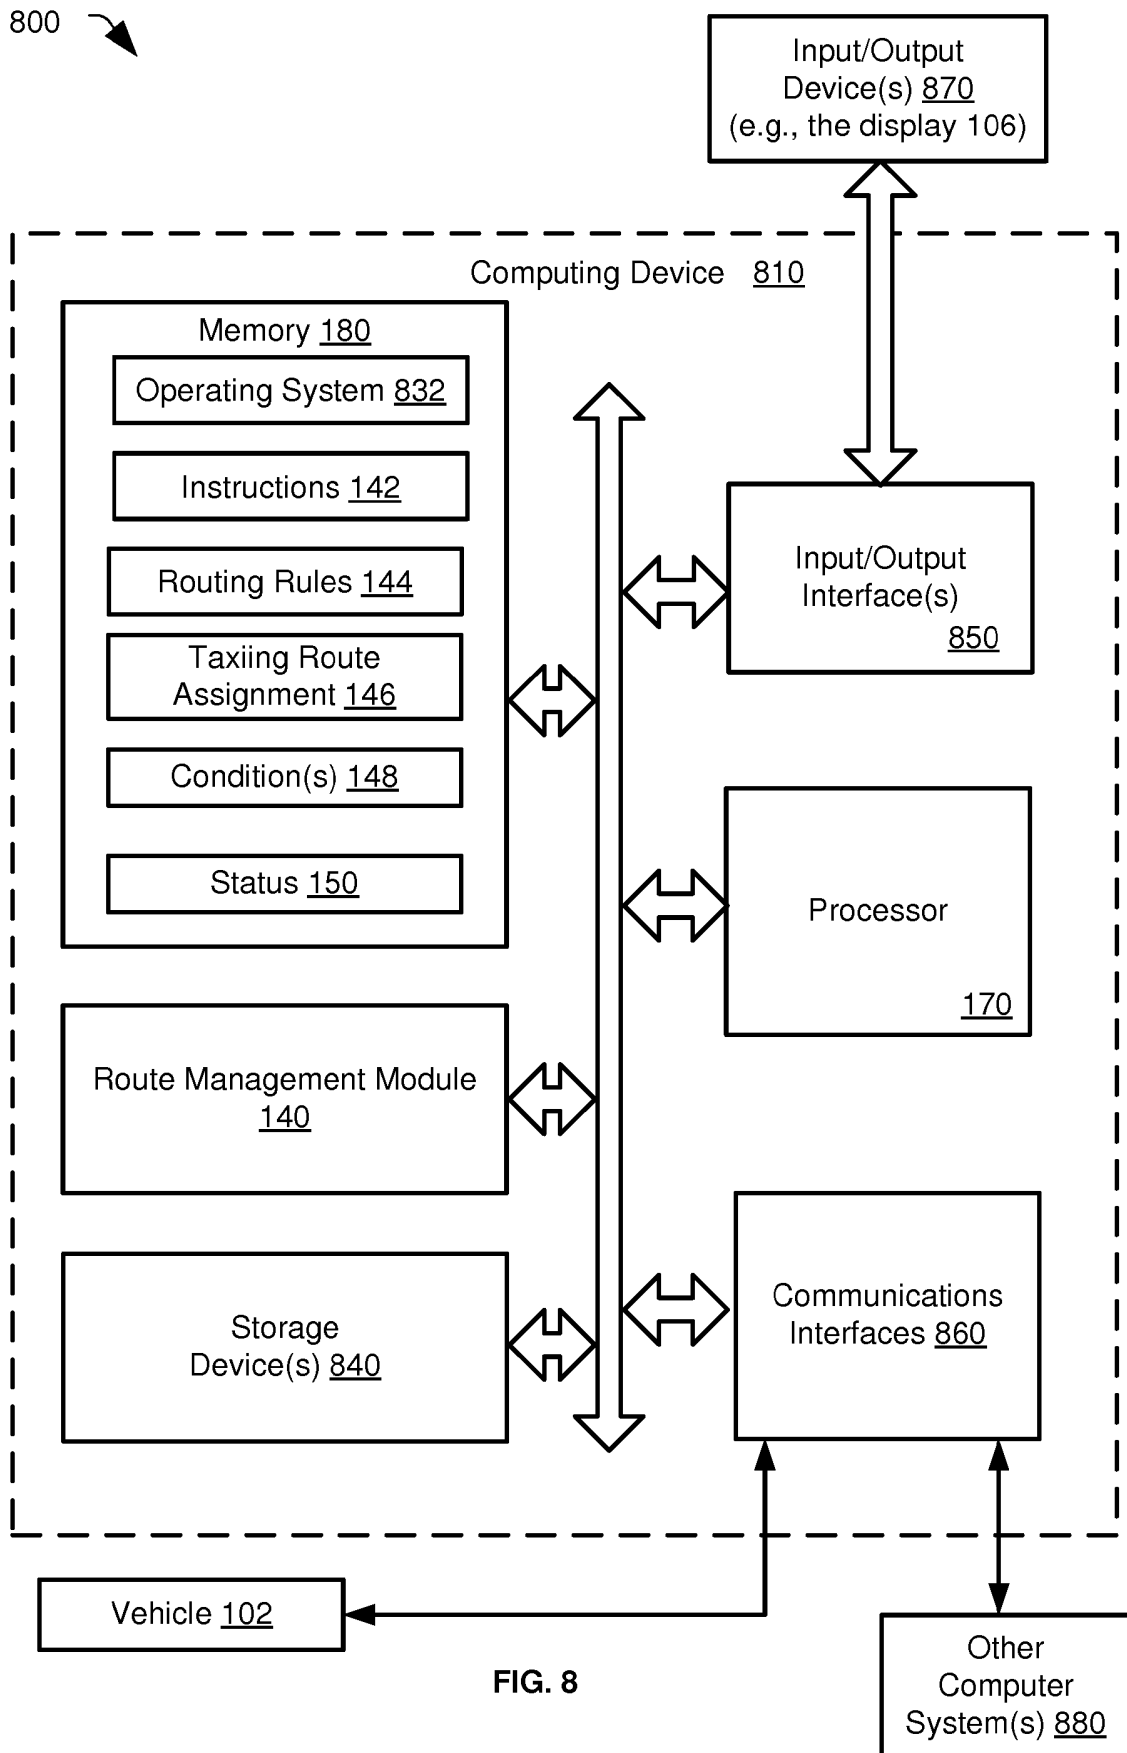 800
Input/Output
Device(s) 870
(e.g., the display 106)
Computing Device 810
Memory 180
Operating System 832
Instructions 142
Routing Rules 144
Taxiing Route
Assignment 146
Condition(s) 148
Status 150
Input/Output
Interface(s)
850
Processor
170
Route Management Module
140
Storage
Device(s) 840
Communications
Interfaces 860
Vehicle 102
Other
Computer
System(s) 880
FIG. 8